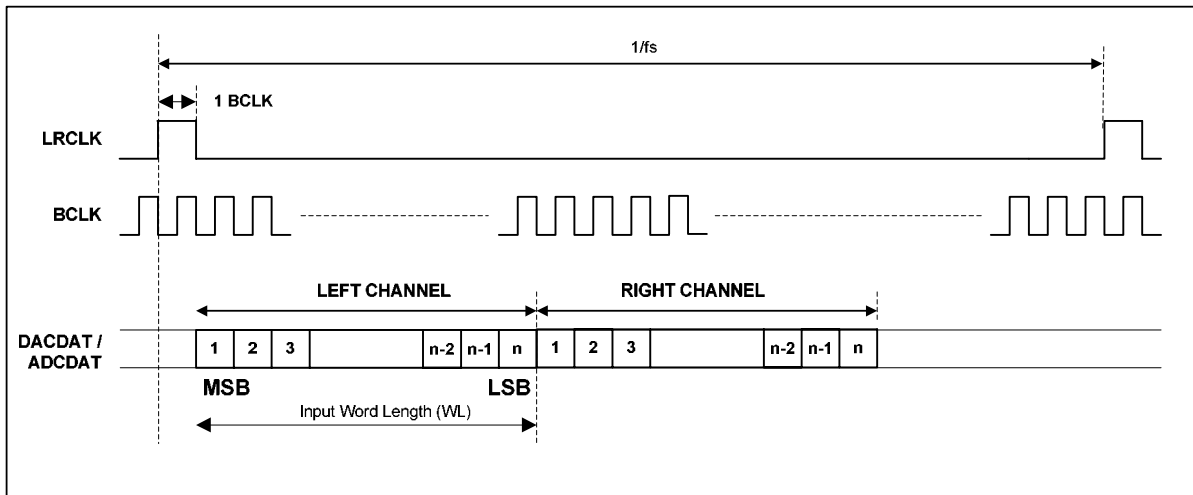 1/fs
1 BCLK
LRCLK
BCLK
LEFT CHANNEL RIGHT CHANNEL
DACDAT /
ADCDAT
1 2 3 n-2 n-1 n 1 2 3 n-2 n-1 n
MSB LSB
Input Word Length (WL)